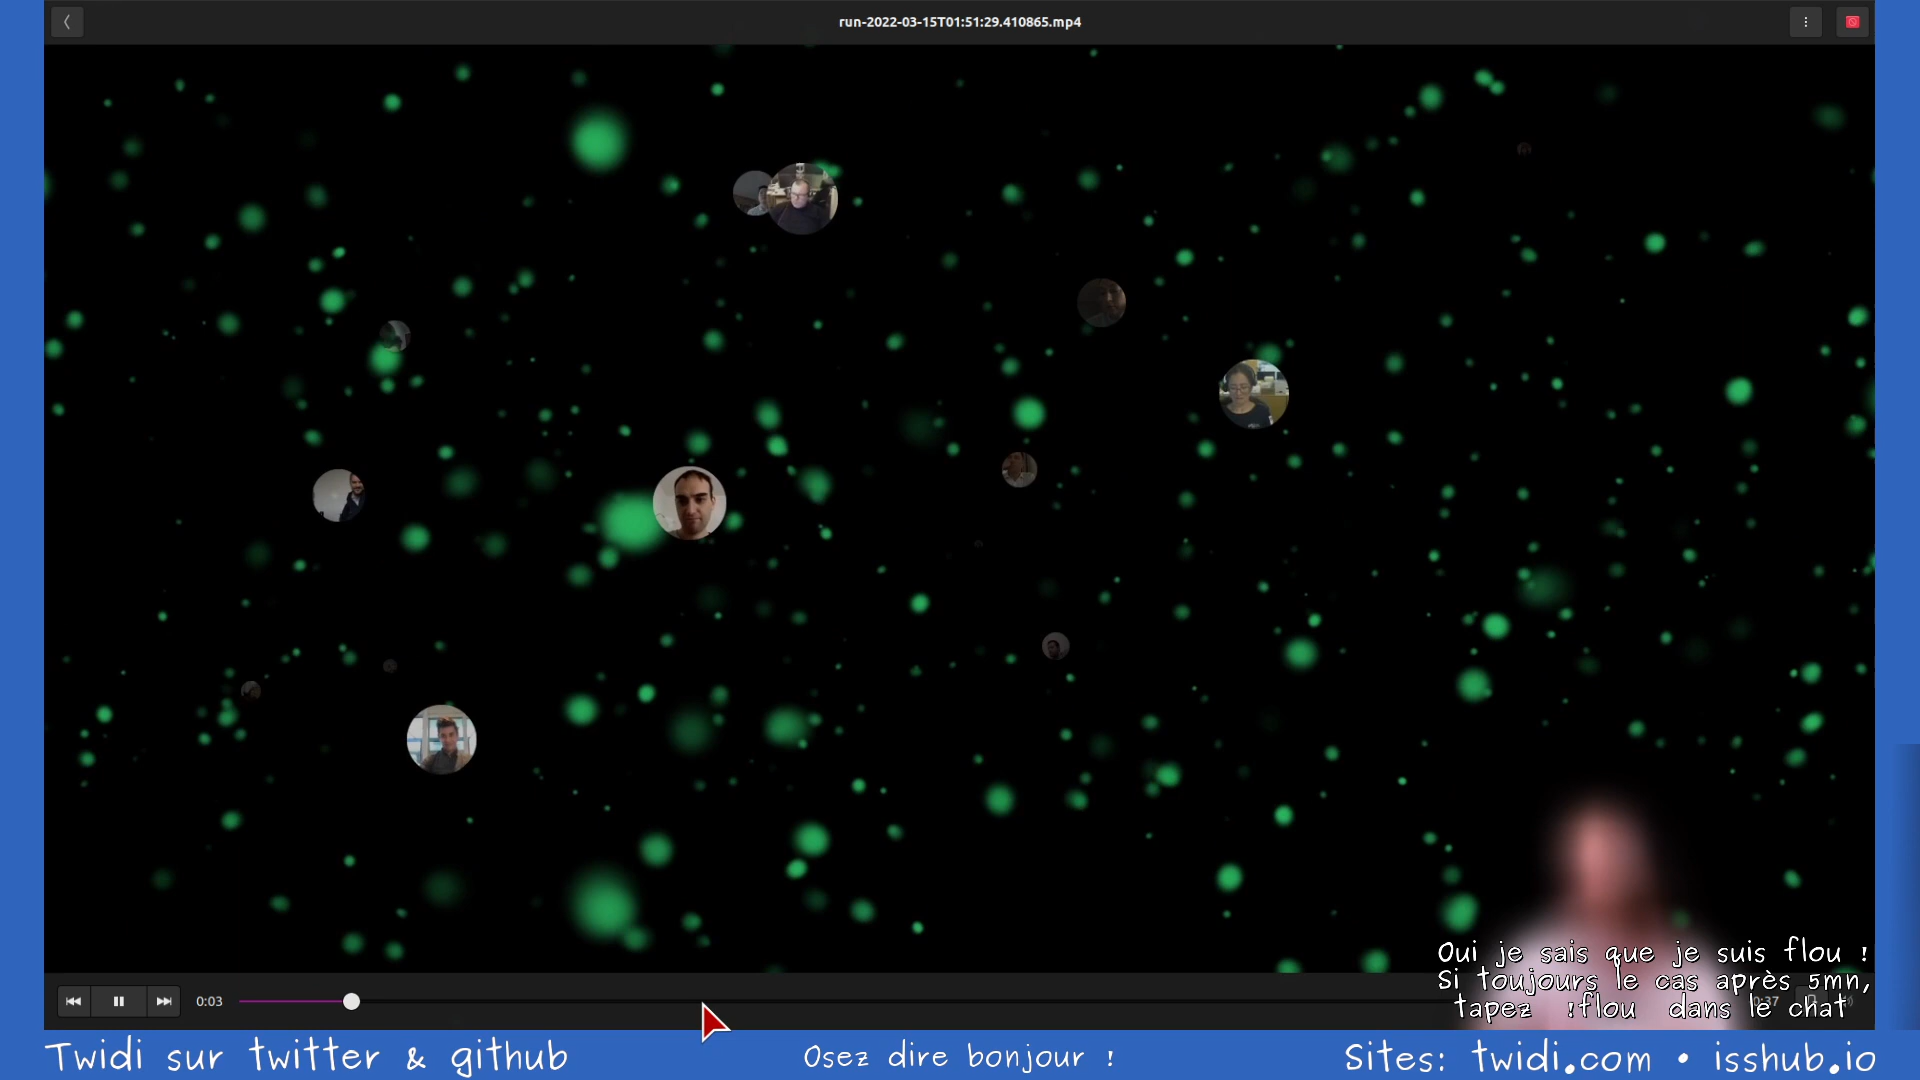 run-2022-03-15T01:51:29.410865.mp4
Oui je sais que je suis flou !
Si toujours le cas après 5mn,
tapez !flou dans le chat
0:03
0:37
Twidi sur twitter & github
Osez dire bonjour !
Sites: twidi.com • isshub.io